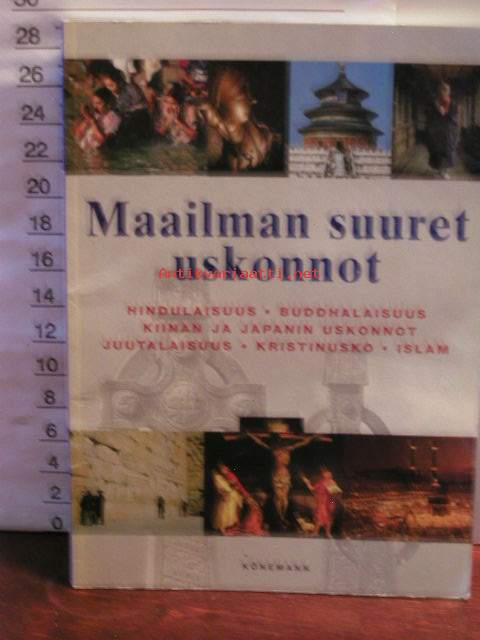 30
28
26
24
22
20
18
16
14
12
10
8
6
4
2
0
Maailman suuret
uskonnot
Antikvariaatti.net
HINDULAISUUS • BUDDHALAISUUS
KIINAN JA JAPANIN USKONNOT
JUUTALAISUUS • KRISTINUSKO • ISLAM
KÖNEMANN